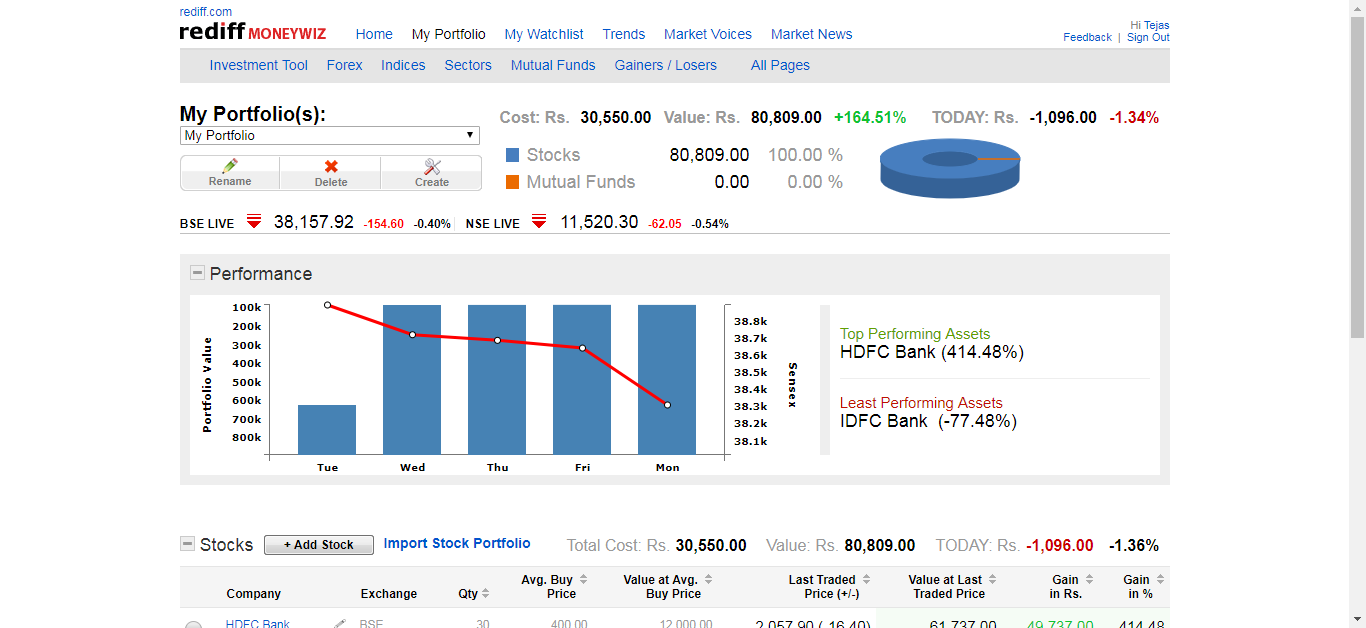 rediff.com
rediff MONEYWIZ Home My Portfolio My Watchlist Trends Market Voices Market News
Hi Tejas
Feedback | Sign Out
Investment Tool Forex Indices Sectors Mutual Funds Gainers / Losers All Pages
My Portfolio(s):
My Portfolio
Rename Delete Create
Cost: Rs. 30,550.00 Value: Rs. 80,809.00 +164.51% TODAY: Rs. -1,096.00 -1.34%
Stocks 80,809.00 100.00 %
Mutual Funds 0.00 0.00 %
BSE LIVE 38,157.92 -154.60 -0.40% NSE LIVE 11,520.30 -62.05 -0.54%
Performance
Portfolio Value
100k
200k
300k
400k
500k
600k
700k
800k
Tue Wed Thu Fri Mon
38.8k
38.7k
38.6k
38.5k
38.4k
38.3k
38.2k
38.1k
Sensex
Top Performing Assets
HDFC Bank (414.48%)
Least Performing Assets
IDFC Bank (-77.48%)
Stocks + Add Stock Import Stock Portfolio Total Cost: Rs. 30,550.00 Value: Rs. 80,809.00 TODAY: Rs. -1,096.00 -1.36%
Company Exchange Qty Avg. Buy Price Value at Avg. Buy Price Last Traded Price (+/-) Value at Last Traded Price Gain in Rs. Gain in %
HDFC Bank BSE 30 400.00 12,000.00 2,057.90 (-16.40) 61,737.00 49,737.00 414.48